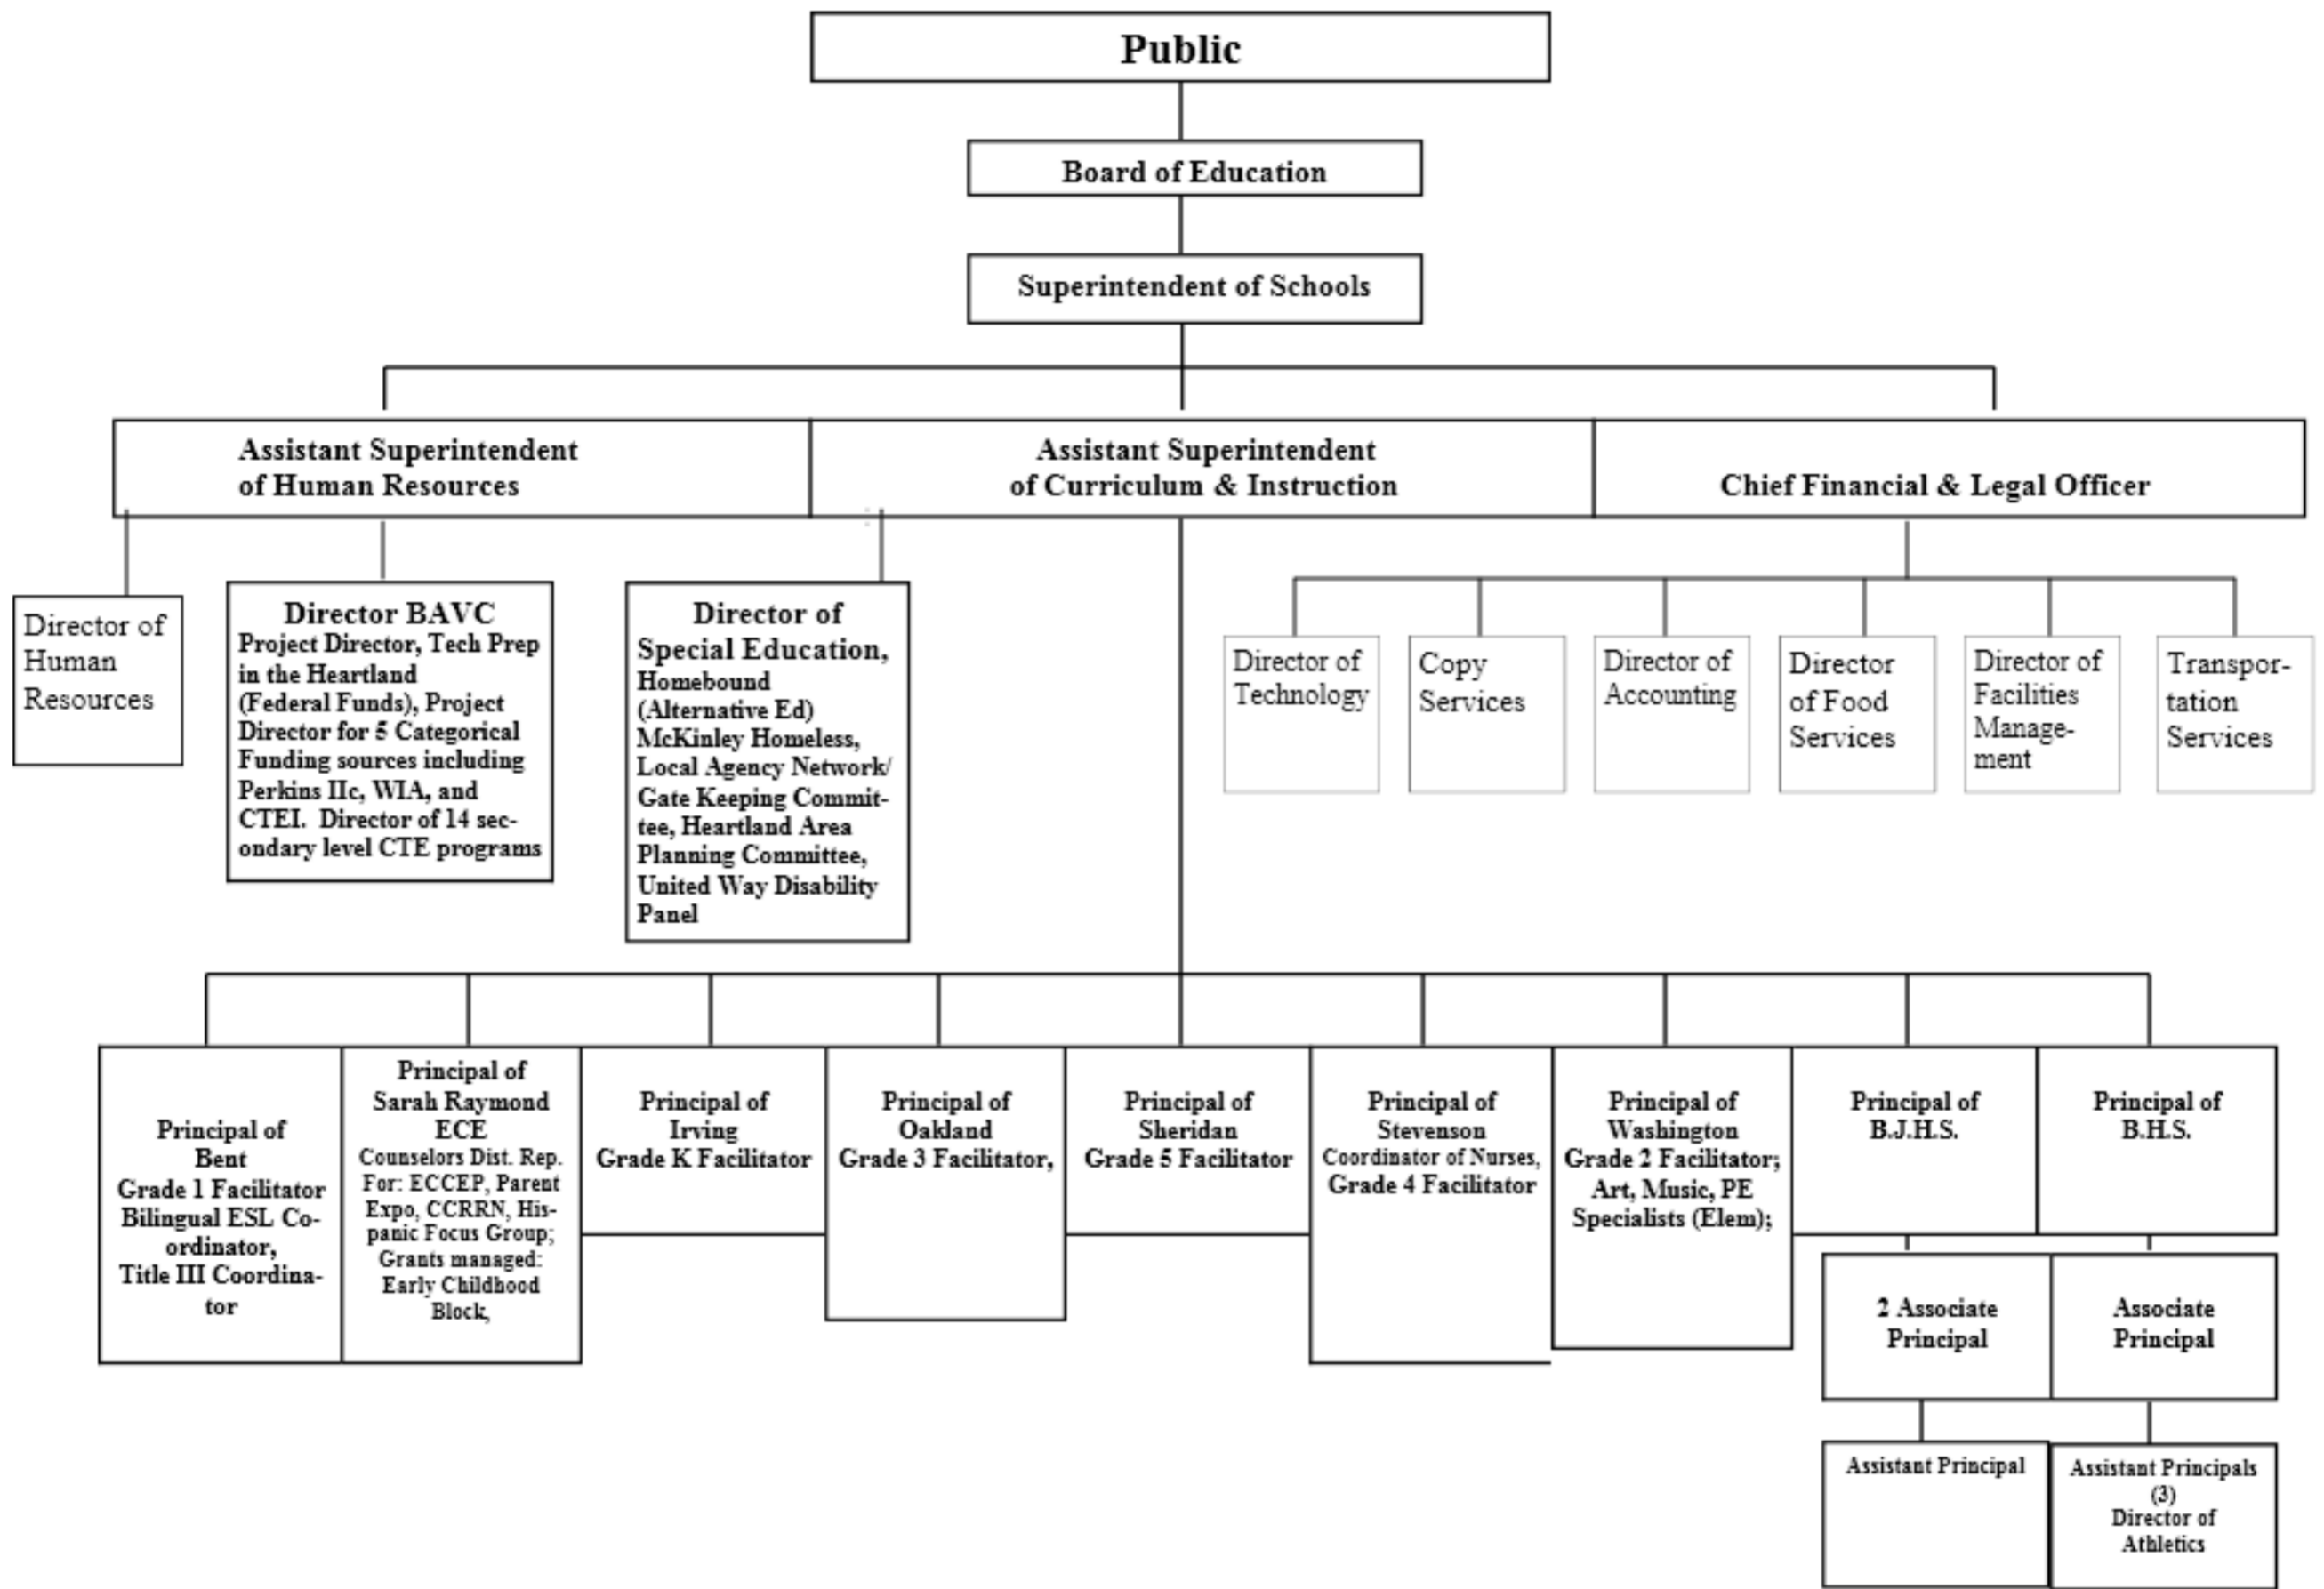 Public
Board of Education
Superintendent of Schools
Assistant Superintendent
of Human Resources
Assistant Superintendent
of Curriculum & Instruction
Chief Financial & Legal Officer
Director of
Human
Resources
Director BAVC
Project Director, Tech Prep
in the Heartland
(Federal Funds), Project
Director for 5 Categorical
Funding sources including
Perkins IIc, WIA, and
CTEI. Director of 14 sec-
ondary level CTE programs
Director of
Special Education,
Homebound
(Alternative Ed)
McKinley Homeless,
Local Agency Network/
Gate Keeping Commit-
tee, Heartland Area
Planning Committee,
United Way Disability
Panel
Director of
Technology
Copy
Services
Director of
Accounting
Director
of Food
Services
Director of
Facilities
Manage-
ment
Transpor-
tation
Services
Principal of
Bent
Grade 1 Facilitator
Bilingual ESL Co-
ordinator,
Title III Coordina-
tor
Principal of
Sarah Raymond
ECE
Counselors Dist. Rep.
For: ECCEP, Parent
Expo, CCRRN, His-
panic Focus Group;
Grants managed:
Early Childhood
Block,
Principal of
Irving
Grade K Facilitator
Principal of
Oakland
Grade 3 Facilitator,
Principal of
Sheridan
Grade 5 Facilitator
Principal of
Stevenson
Coordinator of Nurses,
Grade 4 Facilitator
Principal of
Washington
Grade 2 Facilitator;
Art, Music, PE
Specialists (Elem);
Principal of
B.J.H.S.
Principal of
B.H.S.
2 Associate
Principal
Associate
Principal
Assistant Principal
Assistant Principals
(3)
Director of
Athletics